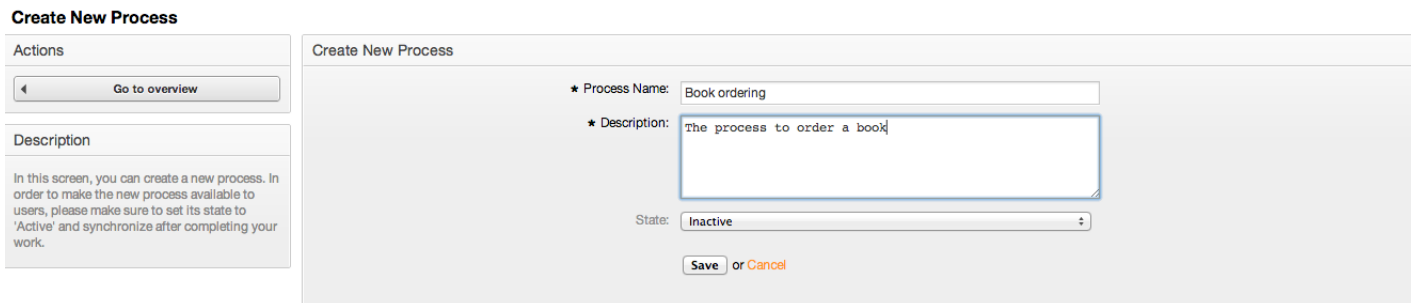 Create New Process
Actions
Go to overview
Description
In this screen, you can create a new process. In
order to make the new process available to
users, please make sure to set its state to
'Active' and synchronize after completing your
work.
Create New Process
★ Process Name: Book ordering
★ Description: The process to order a book
State: Inactive
Save or Cancel